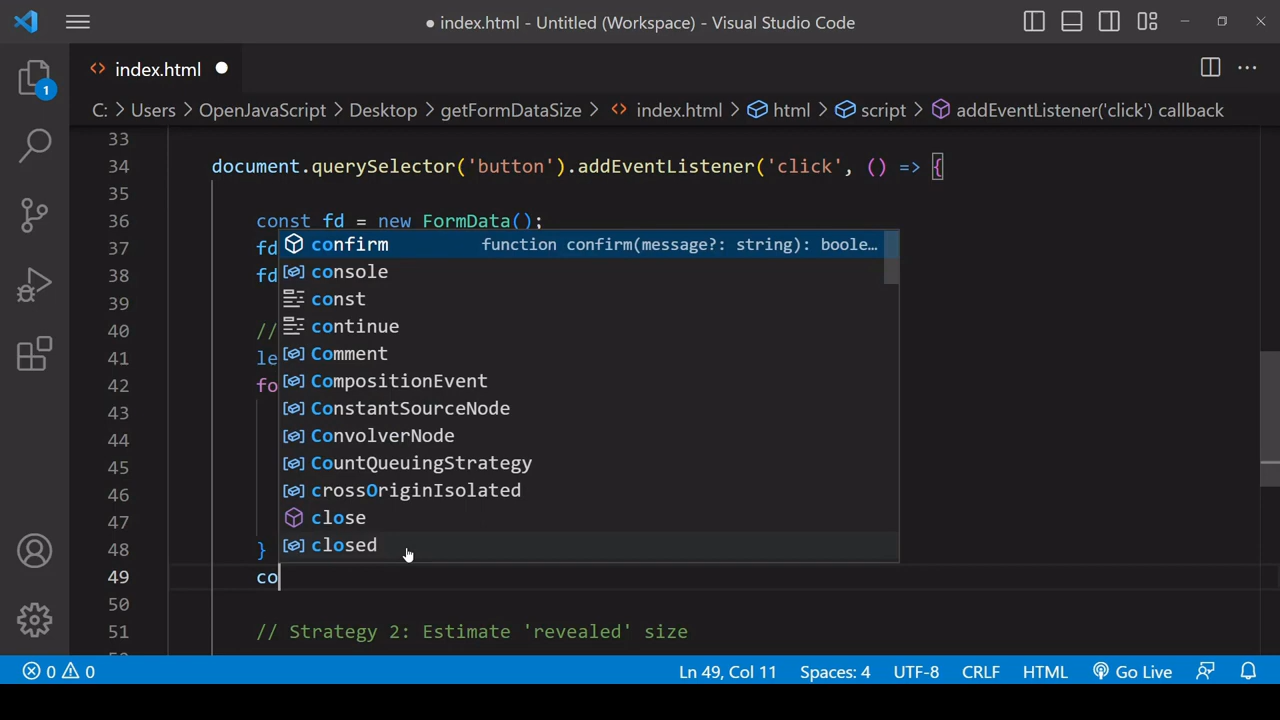 ● index.html - Untitled (Workspace) - Visual Studio Code
index.html
1
C: > Users > OpenJavaScript > Desktop > getFormDataSize > index.html > html > script > addEventListener('click') callback
33
34 document.querySelector('button').addEventListener('click', () => {
35
36 const fd = new FormData();
37 fd
38 fd
39
40 //
41 le
42 fo
43
44
45
46
47
48 }
49 co
50
51 // Strategy 2: Estimate 'revealed' size
confirm function confirm(message?: string): boole…
console
const
continue
Comment
CompositionEvent
ConstantSourceNode
ConvolverNode
CountQueuingStrategy
crossOriginIsolated
close
closed
0 0 Ln 49, Col 11 Spaces: 4 UTF-8 CRLF HTML Go Live